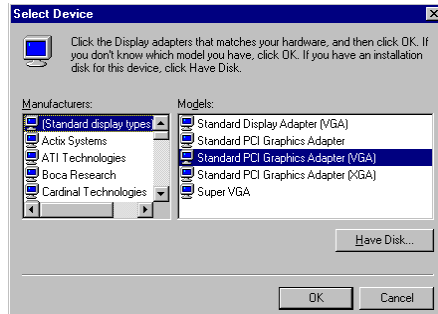 Select Device
Click the Display adapters that matches your hardware, and then click OK. If
you don't know which model you have, click OK. If you have an installation
disk for this device, click Have Disk.
Manufacturers:
(Standard display types)
Actix Systems
ATI Technologies
Boca Research
Cardinal Technologies
Models:
Standard Display Adapter (VGA)
Standard PCI Graphics Adapter
Standard PCI Graphics Adapter (VGA)
Standard PCI Graphics Adapter (XGA)
Super VGA
Have Disk...
OK
Cancel